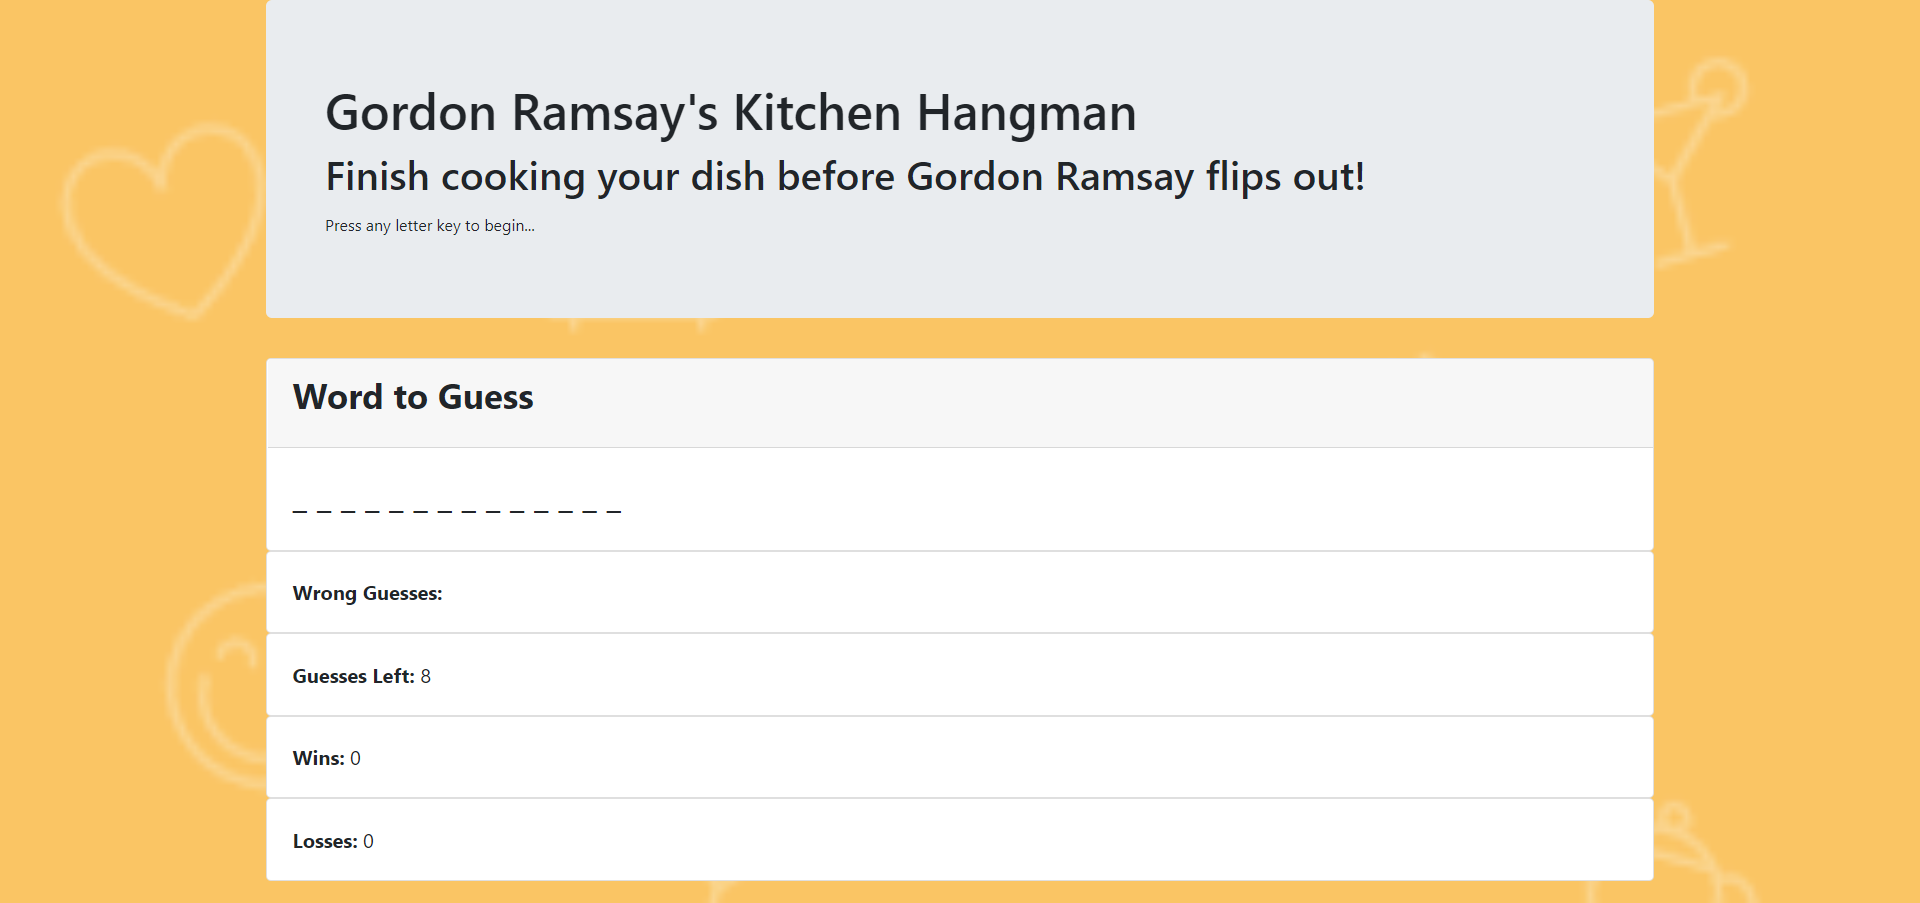 Gordon Ramsay's Kitchen Hangman
Finish cooking your dish before Gordon Ramsay flips out!
Press any letter key to begin...
Word to Guess
_ _ _ _ _ _ _ _ _ _ _ _ _ _
Wrong Guesses:
Guesses Left: 8
Wins: 0
Losses: 0